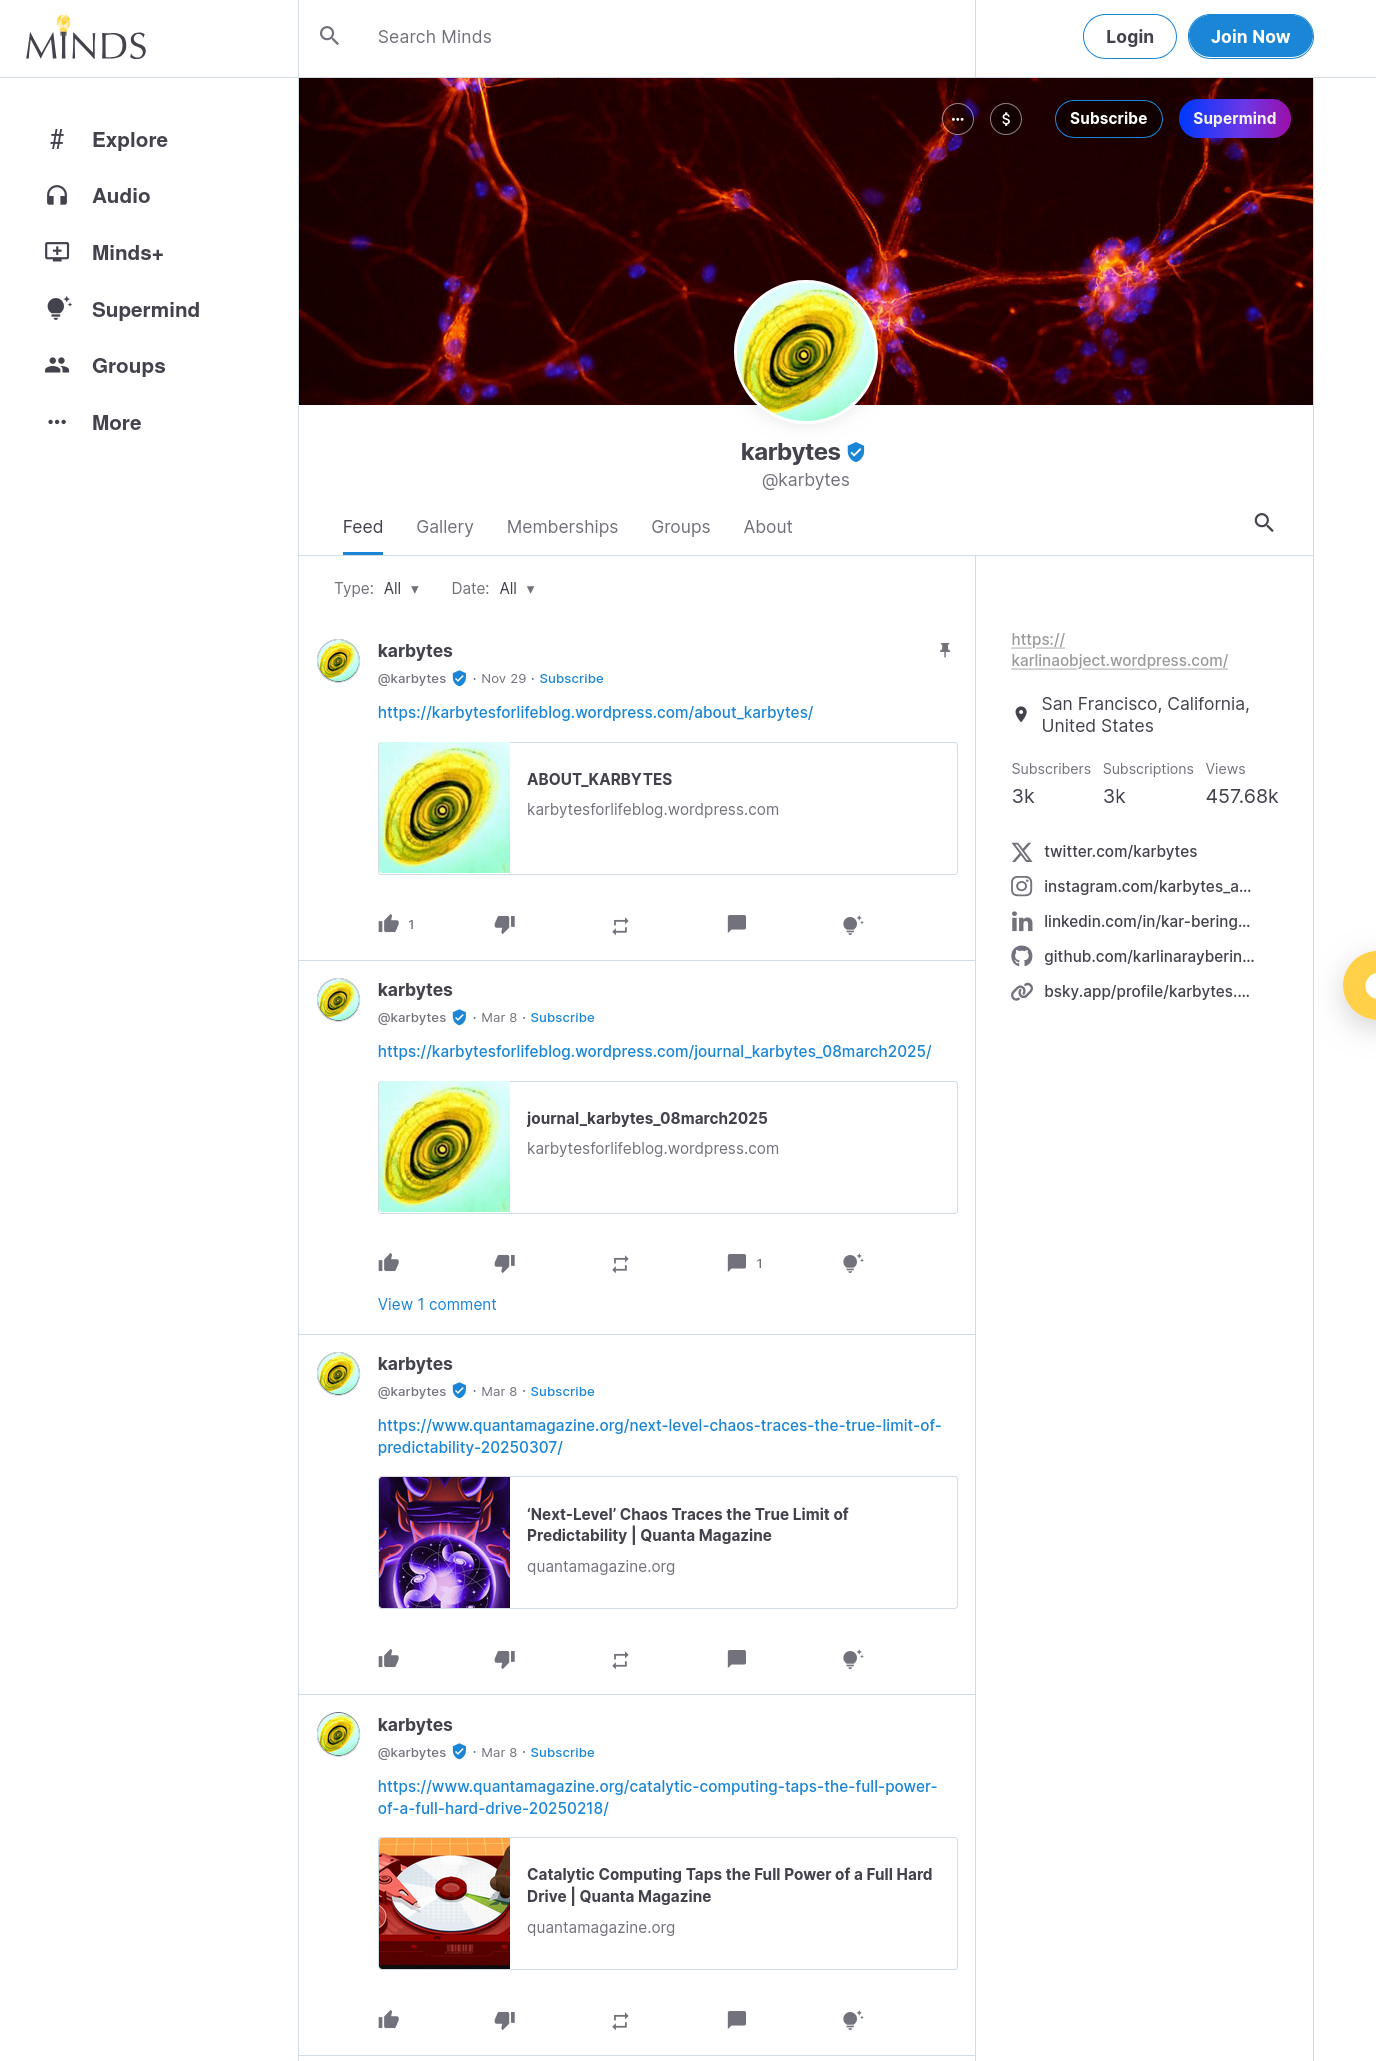 MINDS
Search Minds
Login
Join Now
# Explore
Audio
Minds+
Supermind
Groups
More
$
Subscribe
Supermind
karbytes
@karbytes
Feed
Gallery
Memberships
Groups
About
Type: All ▾ Date: All ▾
karbytes
@karbytes · Nov 29 · Subscribe
https://karbytesforlifeblog.wordpress.com/about_karbytes/
ABOUT_KARBYTES
karbytesforlifeblog.wordpress.com
1
karbytes
@karbytes · Mar 8 · Subscribe
https://karbytesforlifeblog.wordpress.com/journal_karbytes_08march2025/
journal_karbytes_08march2025
karbytesforlifeblog.wordpress.com
1
View 1 comment
karbytes
@karbytes · Mar 8 · Subscribe
https://www.quantamagazine.org/next-level-chaos-traces-the-true-limit-of-
predictability-20250307/
‘Next-Level’ Chaos Traces the True Limit of
Predictability | Quanta Magazine
quantamagazine.org
karbytes
@karbytes · Mar 8 · Subscribe
https://www.quantamagazine.org/catalytic-computing-taps-the-full-power-
of-a-full-hard-drive-20250218/
Catalytic Computing Taps the Full Power of a Full Hard
Drive | Quanta Magazine
quantamagazine.org
https://
karlinaobject.wordpress.com/
San Francisco, California,
United States
Subscribers Subscriptions Views
3k 3k 457.68k
twitter.com/karbytes
instagram.com/karbytes_a...
linkedin.com/in/kar-bering...
github.com/karlinarayberin...
bsky.app/profile/karbytes....